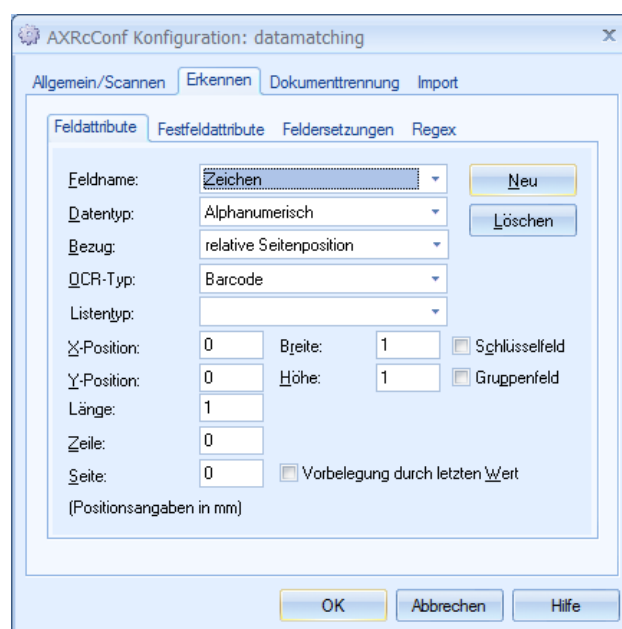 AXRcConf Konfiguration: datamatching x
Allgemein/Scannen Erkennen Dokumenttrennung Import
Feldattribute Festfeldattribute Feldersetzungen Regex
Feldname: Zeichen Neu
Datentyp: Alphanumerisch Löschen
Bezug: relative Seitenposition
OCR-Typ: Barcode
Listentyp:
X-Position: 0 Breite: 1 Schlüsselfeld
Y-Position: 0 Höhe: 1 Gruppenfeld
Länge: 1
Zeile: 0
Seite: 0 Vorbelegung durch letzten Wert
(Positionsangaben in mm)
OK Abbrechen Hilfe